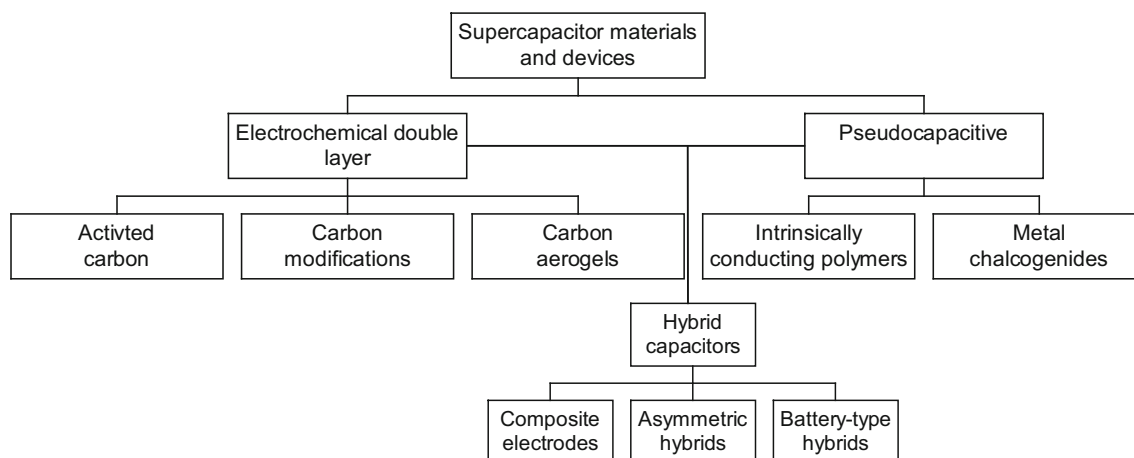 Supercapacitor materials
and devices
Electrochemical double
layer
Pseudocapacitive
Activted
carbon
Carbon
modifications
Carbon
aerogels
Intrinsically
conducting polymers
Metal
chalcogenides
Hybrid
capacitors
Composite
electrodes
Asymmetric
hybrids
Battery-type
hybrids